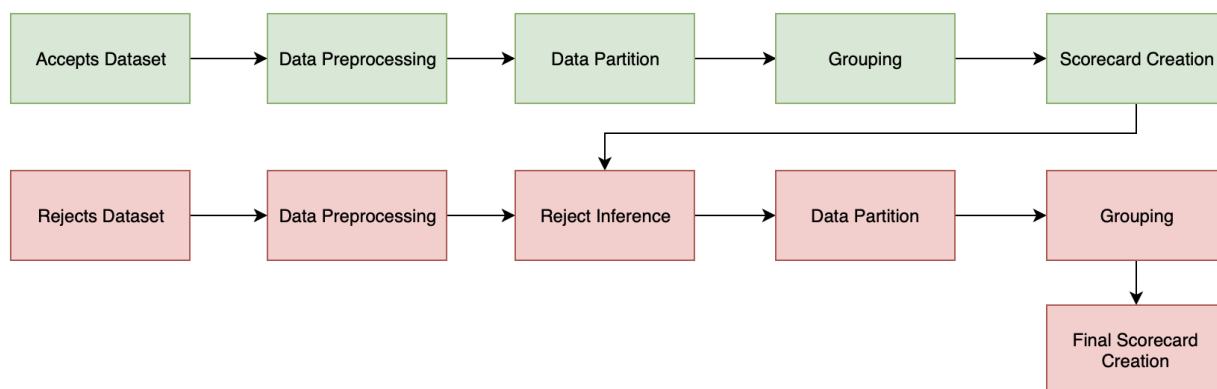 Accepts Dataset
Data Preprocessing
Data Partition
Grouping
Scorecard Creation
Rejects Dataset
Data Preprocessing
Reject Inference
Data Partition
Grouping
Final Scorecard
Creation